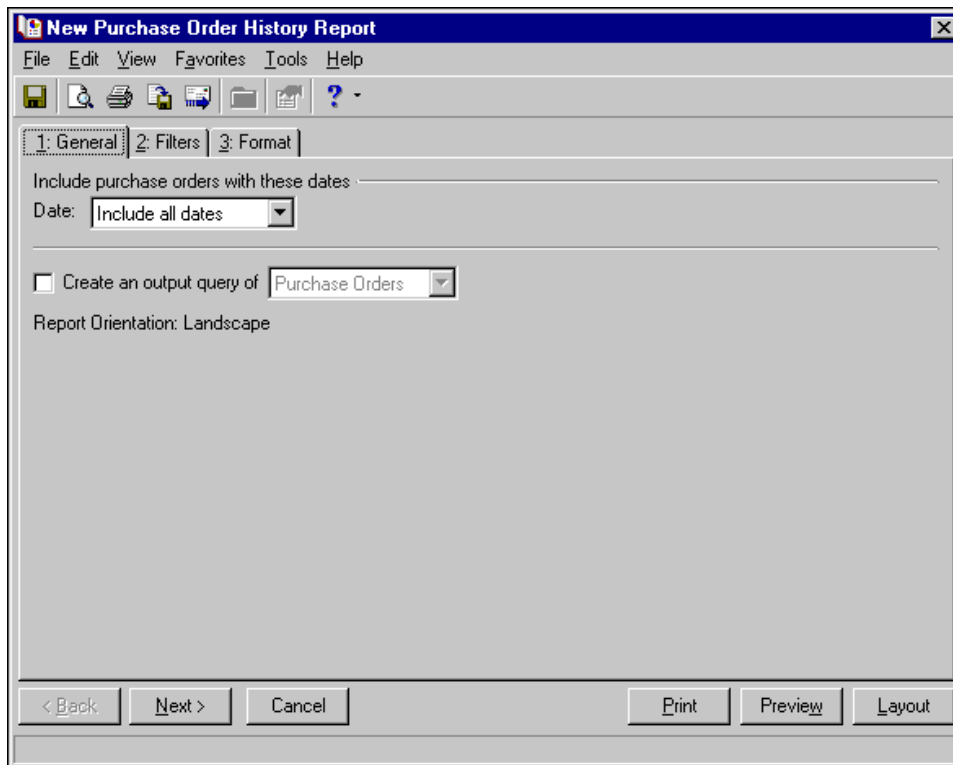 New Purchase Order History Report
File Edit View Favorites Tools Help
?
1: General 2: Filters 3: Format
Include purchase orders with these dates
Date: Include all dates
Create an output query of Purchase Orders
Report Orientation: Landscape
< Back Next > Cancel Print Preview Layout